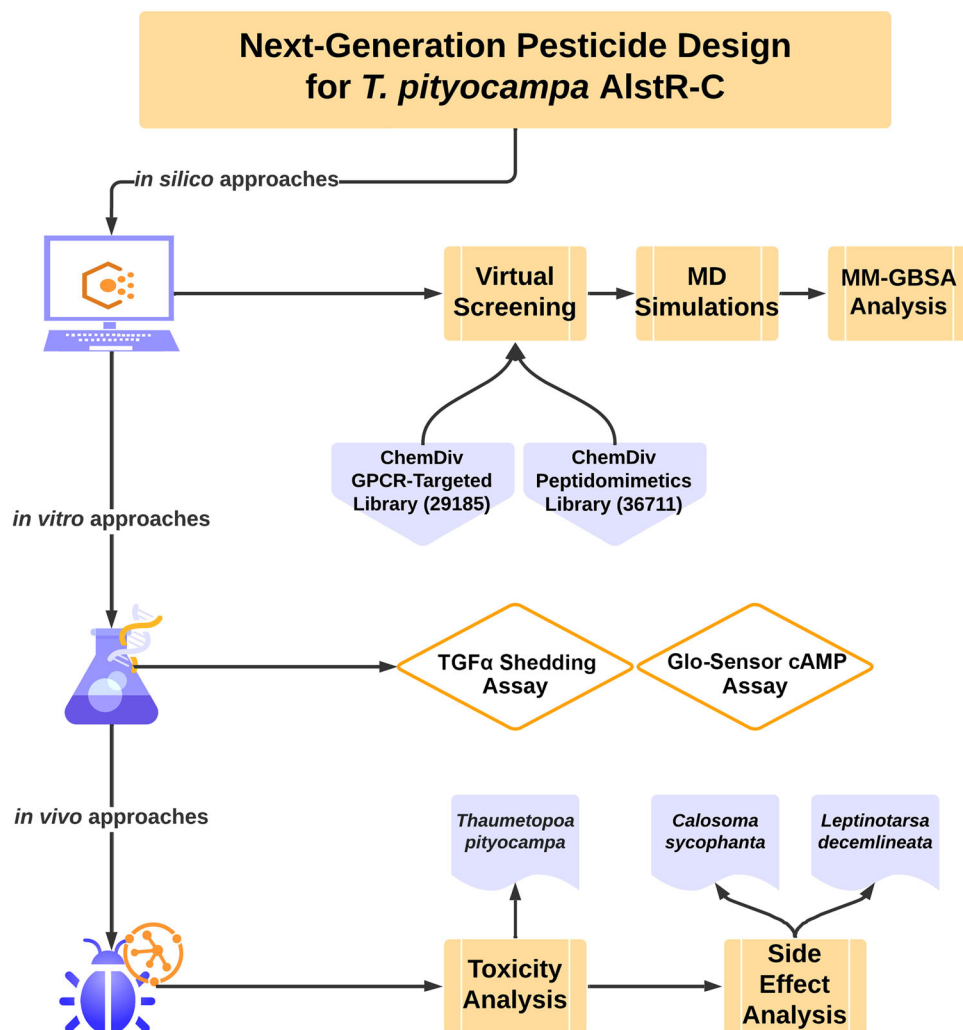 Next-Generation Pesticide Design
for T. pityocampa AlstR-C
in silico approaches
Virtual
Screening
MD
Simulations
MM-GBSA
Analysis
ChemDiv
GPCR-Targeted
Library (29185)
ChemDiv
Peptidomimetics
Library (36711)
in vitro approaches
TGFα Shedding
Assay
Glo-Sensor cAMP
Assay
in vivo approaches
Thaumetopoa
pityocampa
Calosoma
sycophanta
Leptinotarsa
decemlineata
Toxicity
Analysis
Side
Effect
Analysis